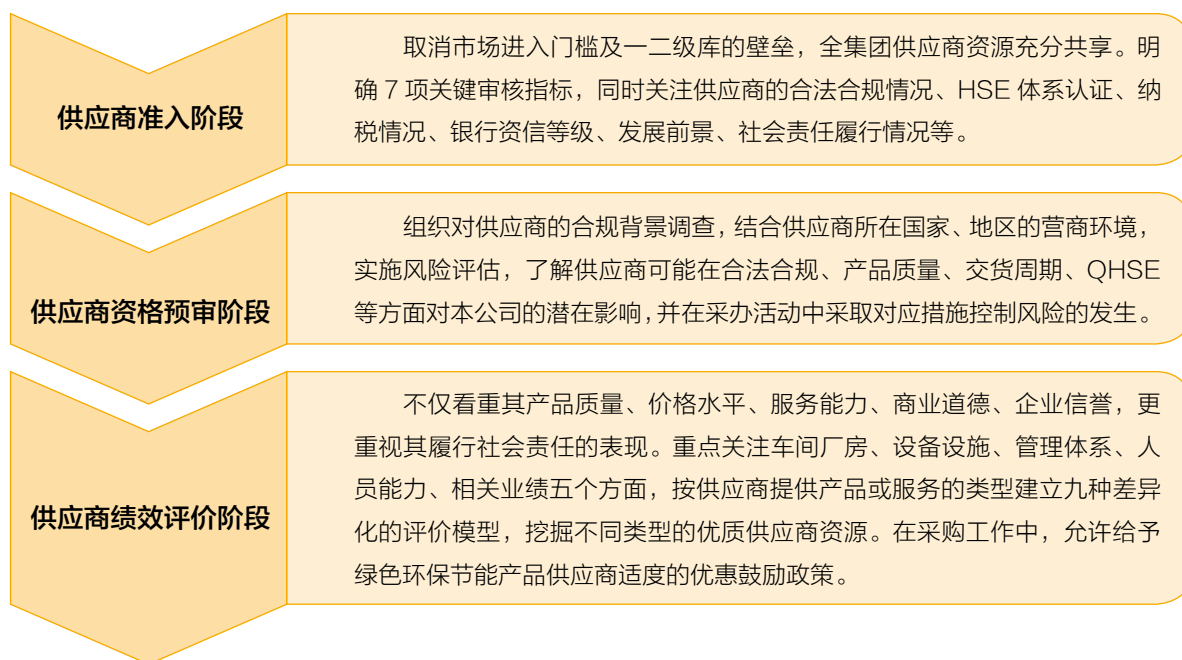 供应商准入阶段
取消市场进入门槛及一二级库的壁垒，全集团供应商资源充分共享。明
确 7 项关键审核指标，同时关注供应商的合法合规情况、HSE 体系认证、纳
税情况、银行资信等级、发展前景、社会责任履行情况等。
供应商资格预审阶段
组织对供应商的合规背景调查，结合供应商所在国家、地区的营商环境，
实施风险评估，了解供应商可能在合法合规、产品质量、交货周期、QHSE
等方面对本公司的潜在影响，并在采办活动中采取对应措施控制风险的发生。
供应商绩效评价阶段
不仅看重其产品质量、价格水平、服务能力、商业道德、企业信誉，更
重视其履行社会责任的表现。重点关注车间厂房、设备设施、管理体系、人
员能力、相关业绩五个方面，按供应商提供产品或服务的类型建立九种差异
化的评价模型，挖掘不同类型的优质供应商资源。在采购工作中，允许给予
绿色环保节能产品供应商适度的优惠鼓励政策。